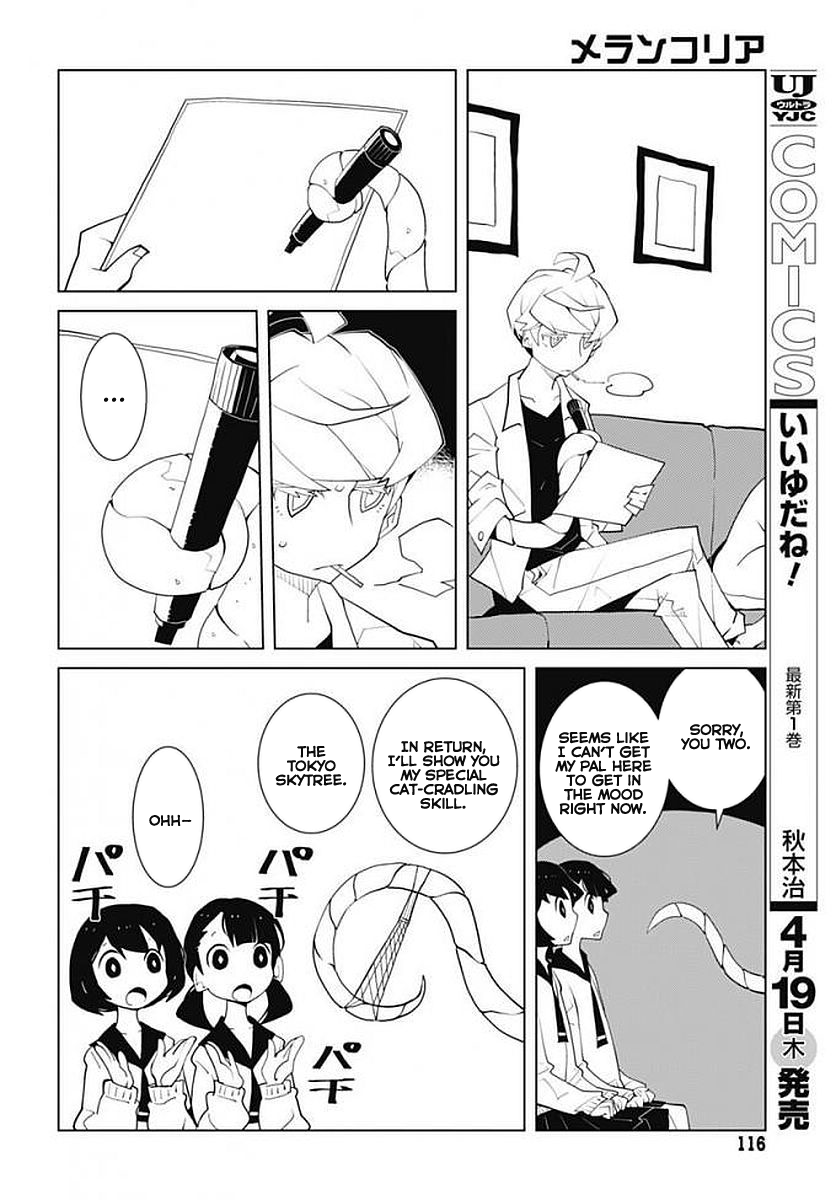 メランコリア
UJ
ウルトラ
YJC
COMICS
いいゆだね!
最新第1巻
秋本治
4月19日木発売
...
SORRY,
YOU TWO.
SEEMS LIKE
I CAN'T GET
MY PAL HERE
TO GET IN
THE MOOD
RIGHT NOW.
IN RETURN,
I'LL SHOW YOU
MY SPECIAL
CAT-CRADLING
SKILL.
THE
TOKYO
SKYTREE.
OHH–
パチ
パチ
パチ
116